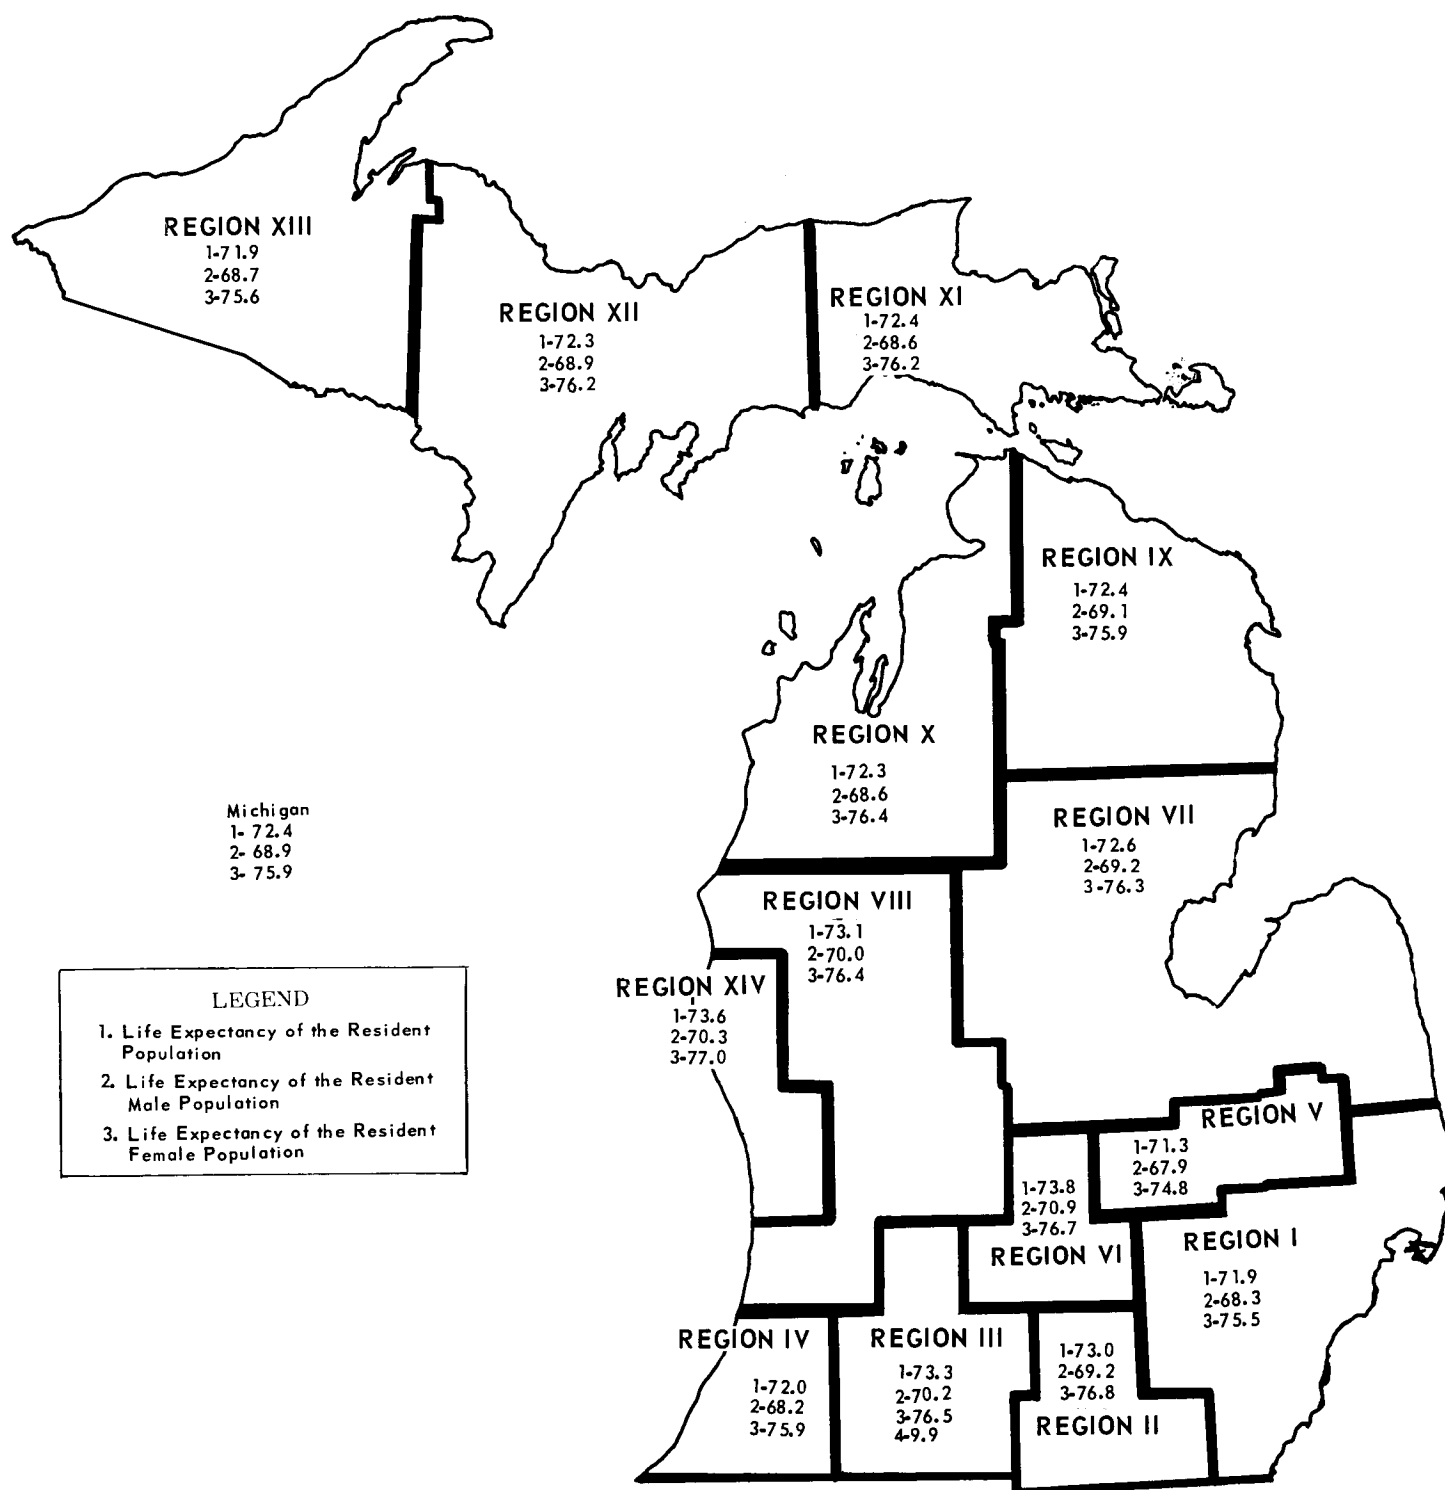 REGION XIII
1-71.9
2-68.7
3-75.6
REGION XII
1-72.3
2-68.9
3-76.2
REGION XI
1-72.4
2-68.6
3-76.2
REGION IX
1-72.4
2-69.1
3-75.9
REGION X
1-72.3
2-68.6
3-76.4
Michigan
1- 72.4
2- 68.9
3- 75.9
REGION VII
1-72.6
2-69.2
3-76.3
REGION VIII
1-73.1
2-70.0
3-76.4
REGION XIV
1-73.6
2-70.3
3-77.0
LEGEND
1. Life Expectancy of the Resident
Population
2. Life Expectancy of the Resident
Male Population
3. Life Expectancy of the Resident
Female Population
REGION V
1-71.3
2-67.9
3-74.8
1-73.8
2-70.9
3-76.7
REGION VI
REGION I
1-71.9
2-68.3
3-75.5
REGION IV
1-72.0
2-68.2
3-75.9
REGION III
1-73.3
2-70.2
3-76.5
4-9.9
1-73.0
2-69.2
3-76.8
REGION II